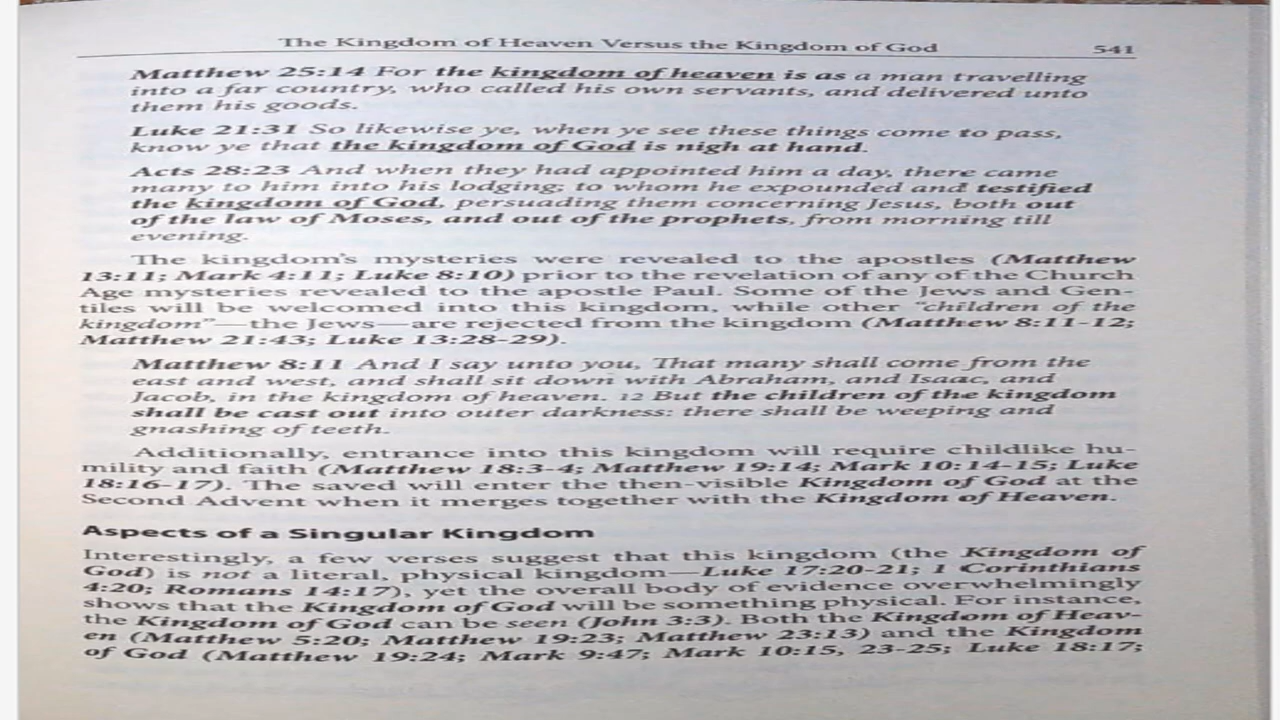 The Kingdom of Heaven Versus the Kingdom of God 541
Matthew 25:14 For the kingdom of heaven is as a man travelling
into a far country, who called his own servants, and delivered unto
them his goods.
Luke 21:31 So likewise ye, when ye see these things come to pass,
know ye that the kingdom of God is nigh at hand.
Acts 28:23 And when they had appointed him a day, there came
many to him into his lodging; to whom he expounded and testified
the kingdom of God, persuading them concerning Jesus, both out
of the law of Moses, and out of the prophets, from morning till
evening.
The kingdom's mysteries were revealed to the apostles (Matthew
13:11; Mark 4:11; Luke 8:10) prior to the revelation of any of the Church
Age mysteries revealed to the apostle Paul. Some of the Jews and Gen-
tiles will be welcomed into this kingdom, while other "children of the
kingdom"—the Jews—are rejected from the kingdom (Matthew 8:11-12;
Matthew 21:43; Luke 13:28-29).
Matthew 8:11 And I say unto you, That many shall come from the
east and west, and shall sit down with Abraham, and Isaac, and
Jacob, in the kingdom of heaven. 12 But the children of the kingdom
shall be cast out into outer darkness: there shall be weeping and
gnashing of teeth.
Additionally, entrance into this kingdom will require childlike hu-
mility and faith (Matthew 18:3-4; Matthew 19:14; Mark 10:14-15; Luke
18:16-17). The saved will enter the then-visible Kingdom of God at the
Second Advent when it merges together with the Kingdom of Heaven.
Aspects of a Singular Kingdom
Interestingly, a few verses suggest that this kingdom (the Kingdom of
God) is not a literal, physical kingdom—Luke 17:20-21; 1 Corinthians
4:20; Romans 14:17), yet the overall body of evidence overwhelmingly
shows that the Kingdom of God will be something physical. For instance,
the Kingdom of God can be seen (John 3:3). Both the Kingdom of Heav-
en (Matthew 5:20; Matthew 19:23; Matthew 23:13) and the Kingdom
of God (Matthew 19:24; Mark 9:47; Mark 10:15, 23-25; Luke 18:17;